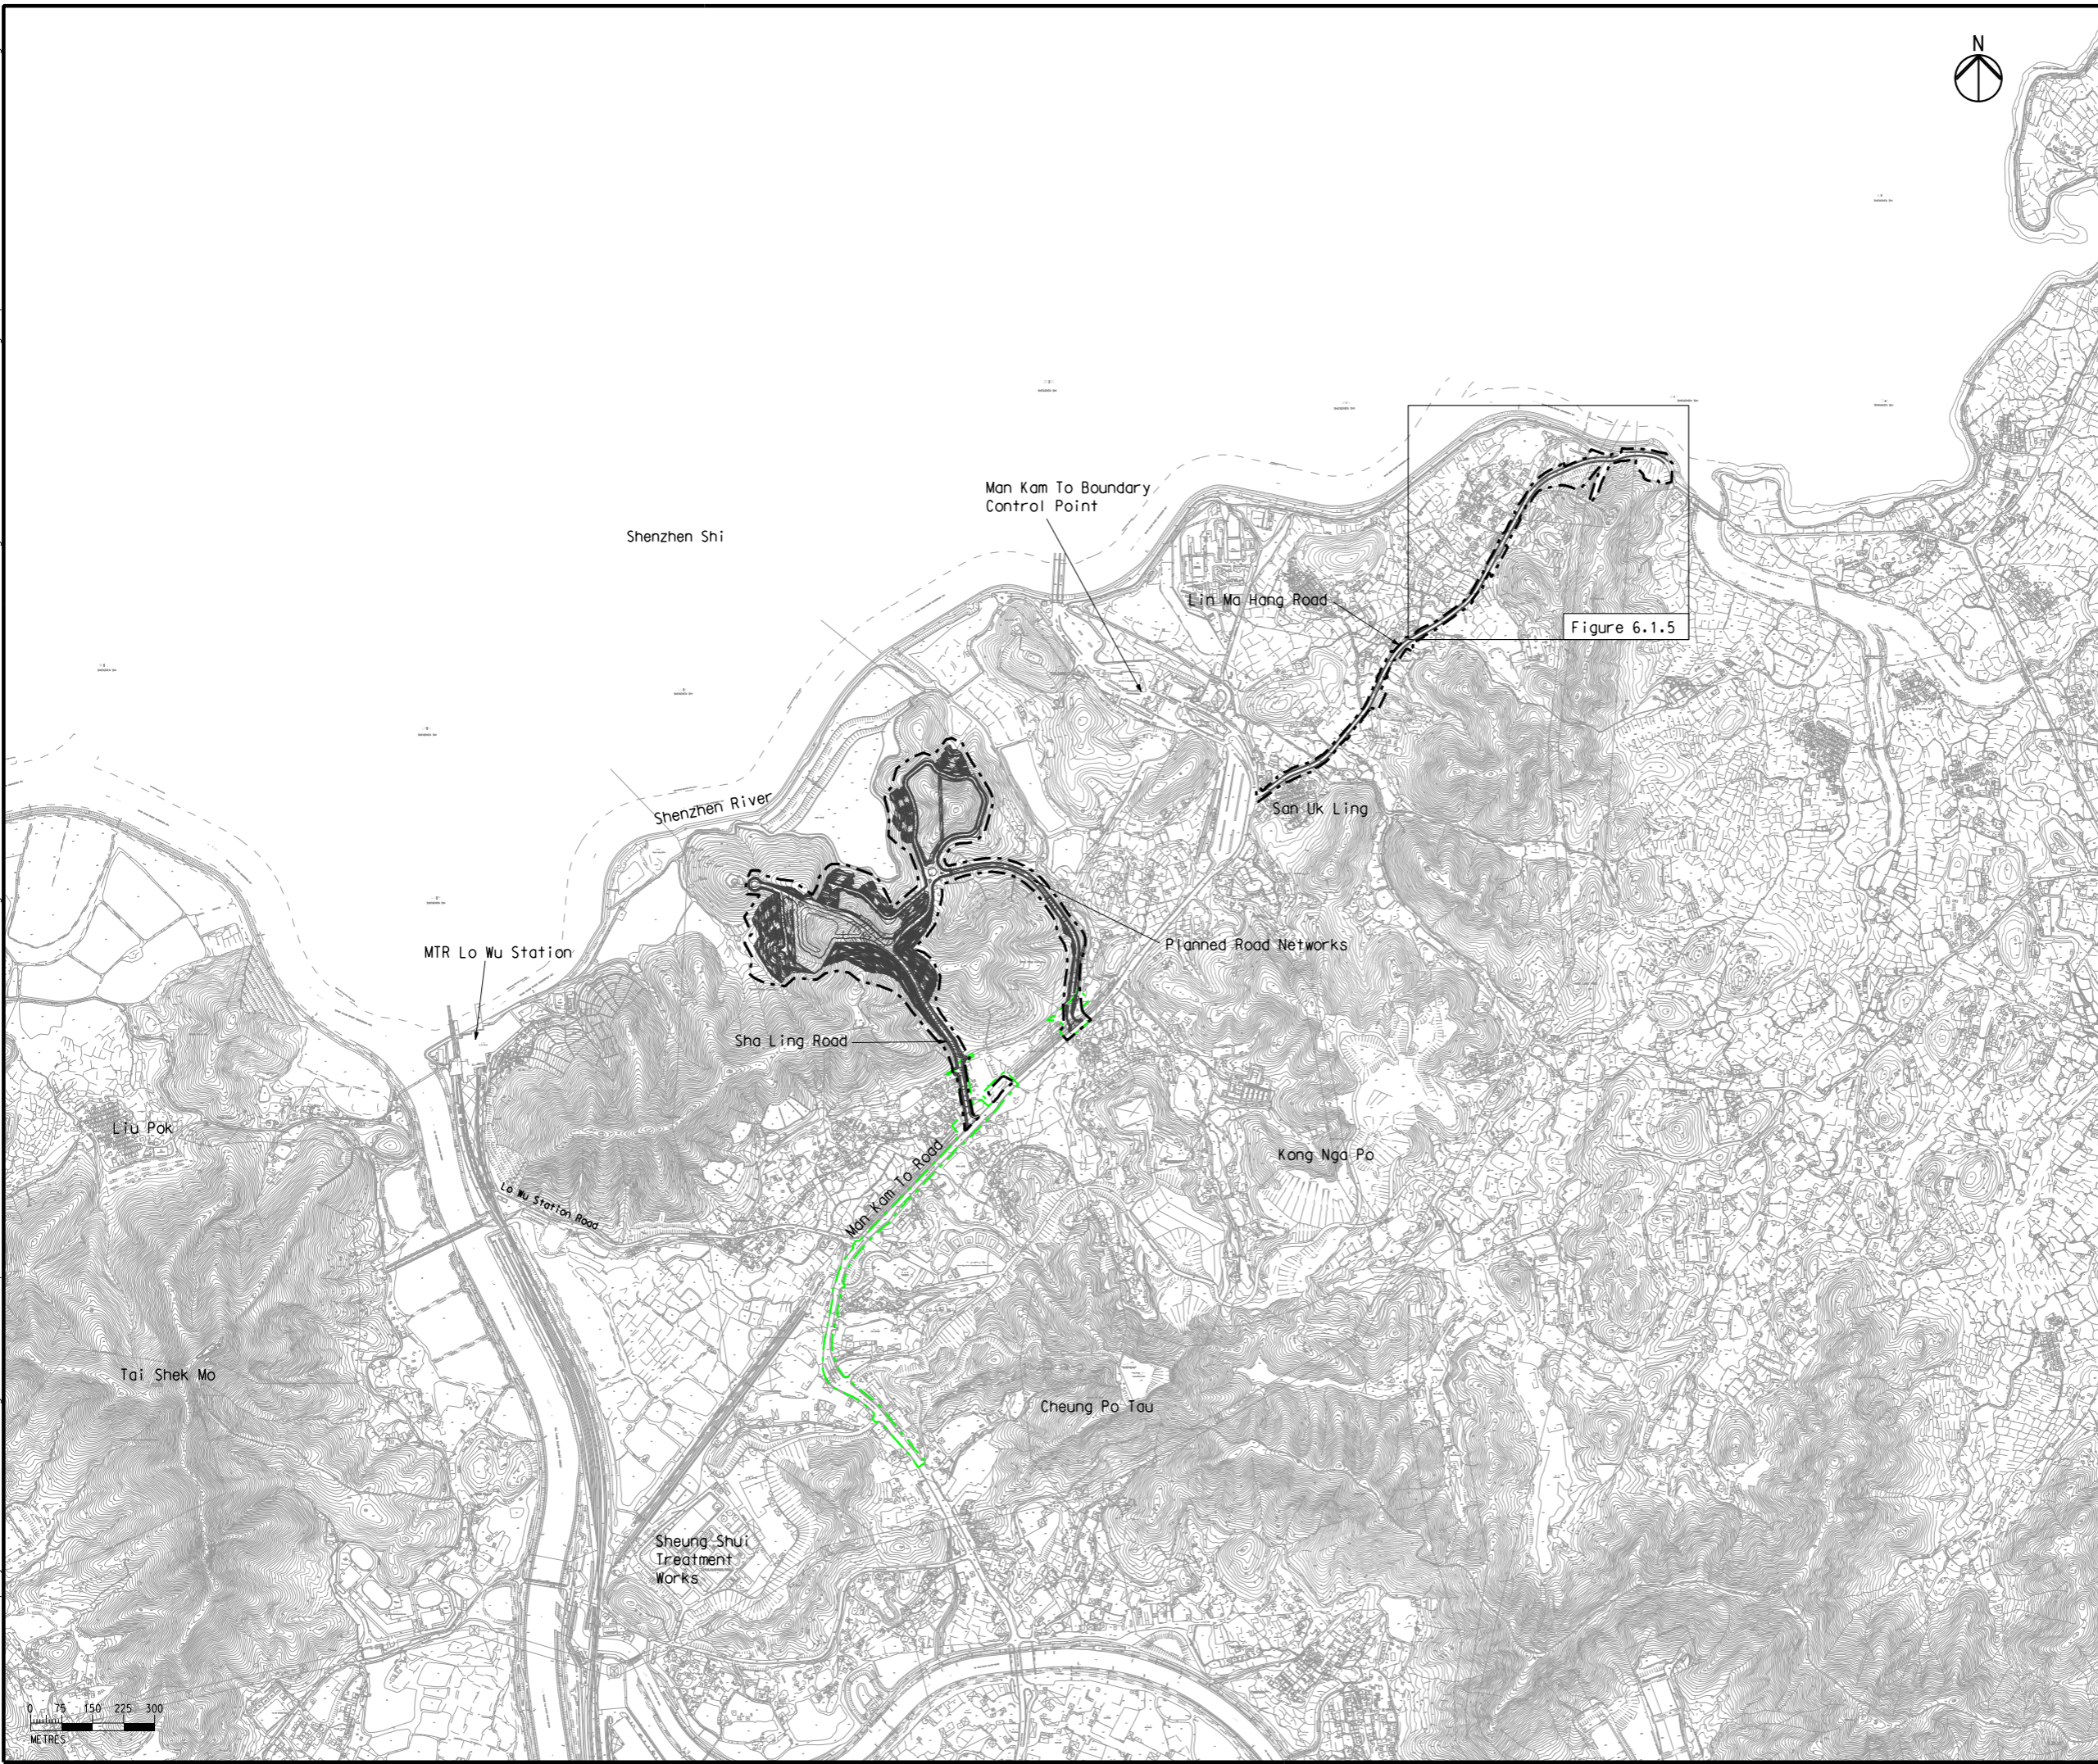 N
Man Kam To Boundary
Control Point
Shenzhen Shi
Lin Ma Hang Road
Figure 6.1.5
Shenzhen River
San Uk Ling
MTR Lo Wu Station
Planned Road Networks
Sha Ling Road
Liu Pok
Man Kam To Road
Kong Nga Po
Lo Wu Station Road
Tai Shek Mo
Cheung Po Tau
Sheung Shui
Treatment
Works
0 75 150 225 300
METRES